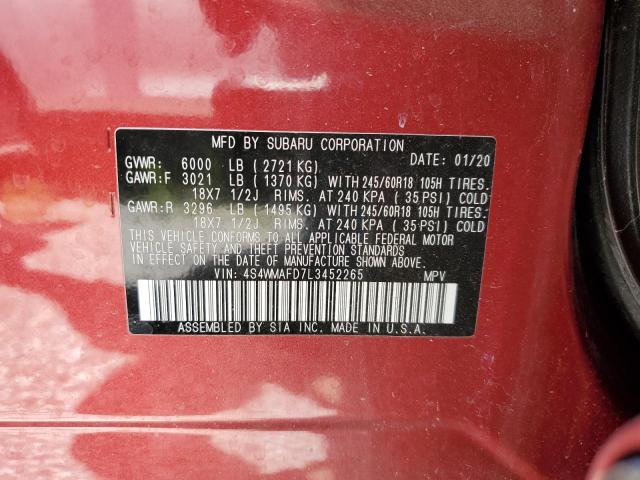 MFD BY SUBARU CORPORATION
GVWR: 6000 LB (2721 KG) DATE: 01/20
GAWR:F 3021 LB (1370 KG) WITH 245/60R18 105H TIRES.
18X7 1/2J RIMS. AT 240 KPA (35 PSI) COLD
GAWR:R 3296 LB (1495 KG) WITH 245/60R18 105H TIRES.
18X7 1/2J RIMS. AT 240 KPA (35 PSI) COLD
THIS VEHICLE CONFORMS TO ALL APPLICABLE FEDERAL MOTOR
VEHICLE SAFETY BUMPER, AND THEFT PREVENTION STANDARDS
IN EFFECT ON THE DATE OF MANUFACTURE SHOWN ABOVE.
VIN: 4S4WMAFD7L3452265 MPV
ASSEMBLED BY SIA INC. MADE IN U.S.A.